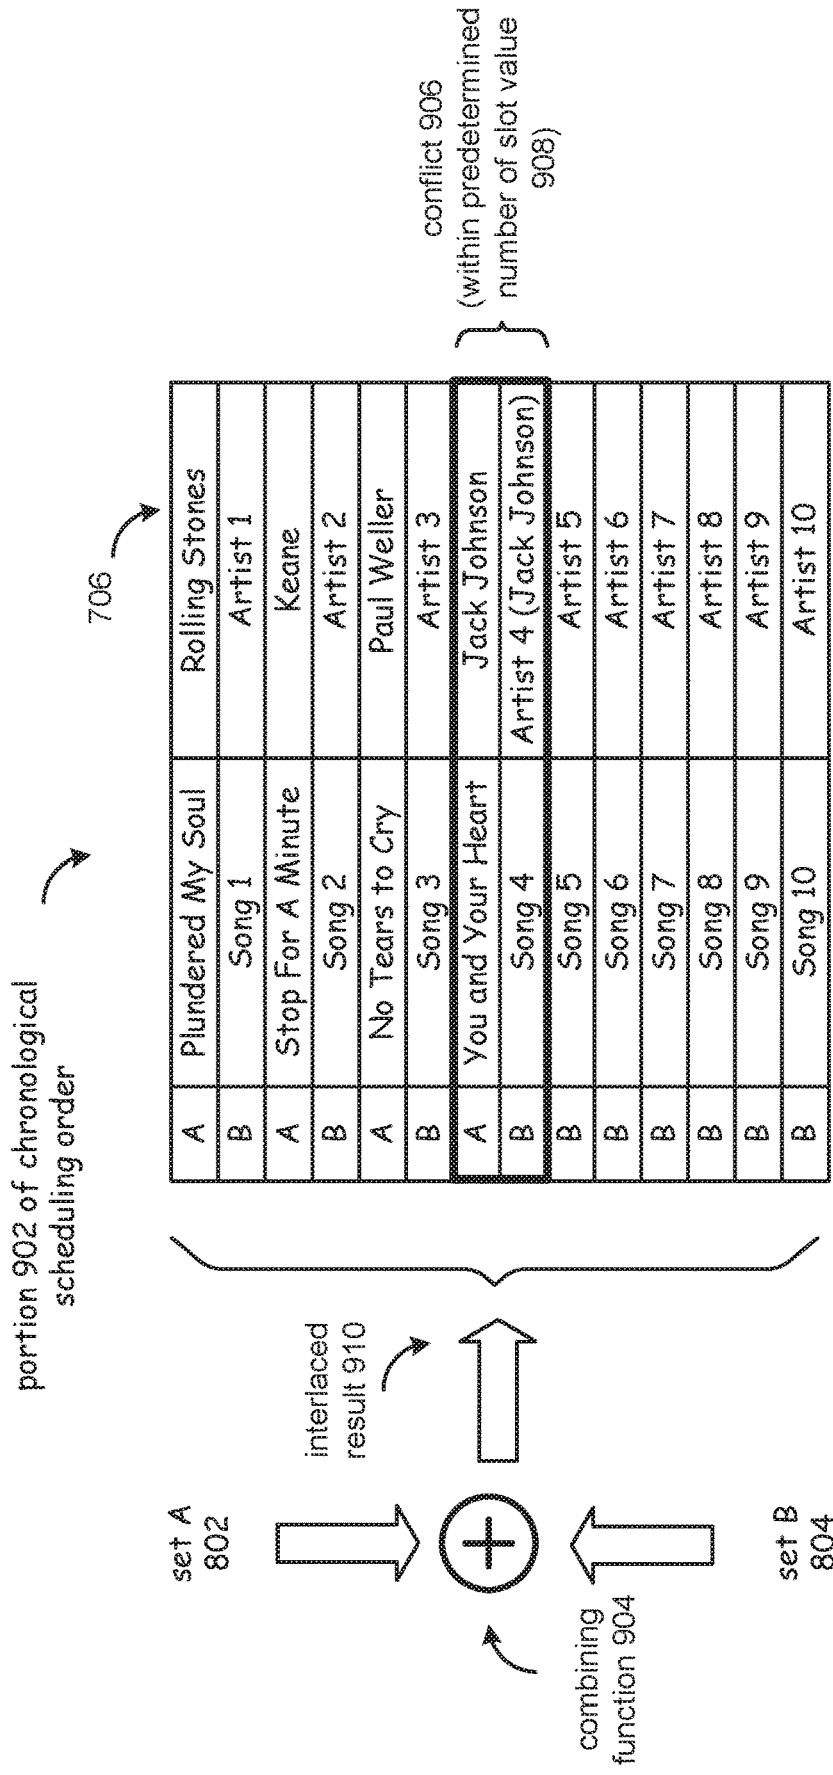 portion 902 of chronological
scheduling order
706
set A
802
combining
function 904
set B
804
interlaced
result 910
A Plundered My Soul Rolling Stones
B Song 1 Artist 1
A Stop For A Minute Keane
B Song 2 Artist 2
A No Tears to Cry Paul Weller
B Song 3 Artist 3
A You and Your Heart Jack Johnson
B Song 4 Artist 4 (Jack Johnson)
B Song 5 Artist 5
B Song 6 Artist 6
B Song 7 Artist 7
B Song 8 Artist 8
B Song 9 Artist 9
B Song 10 Artist 10
conflict 906
(within predetermined
number of slot value
908)